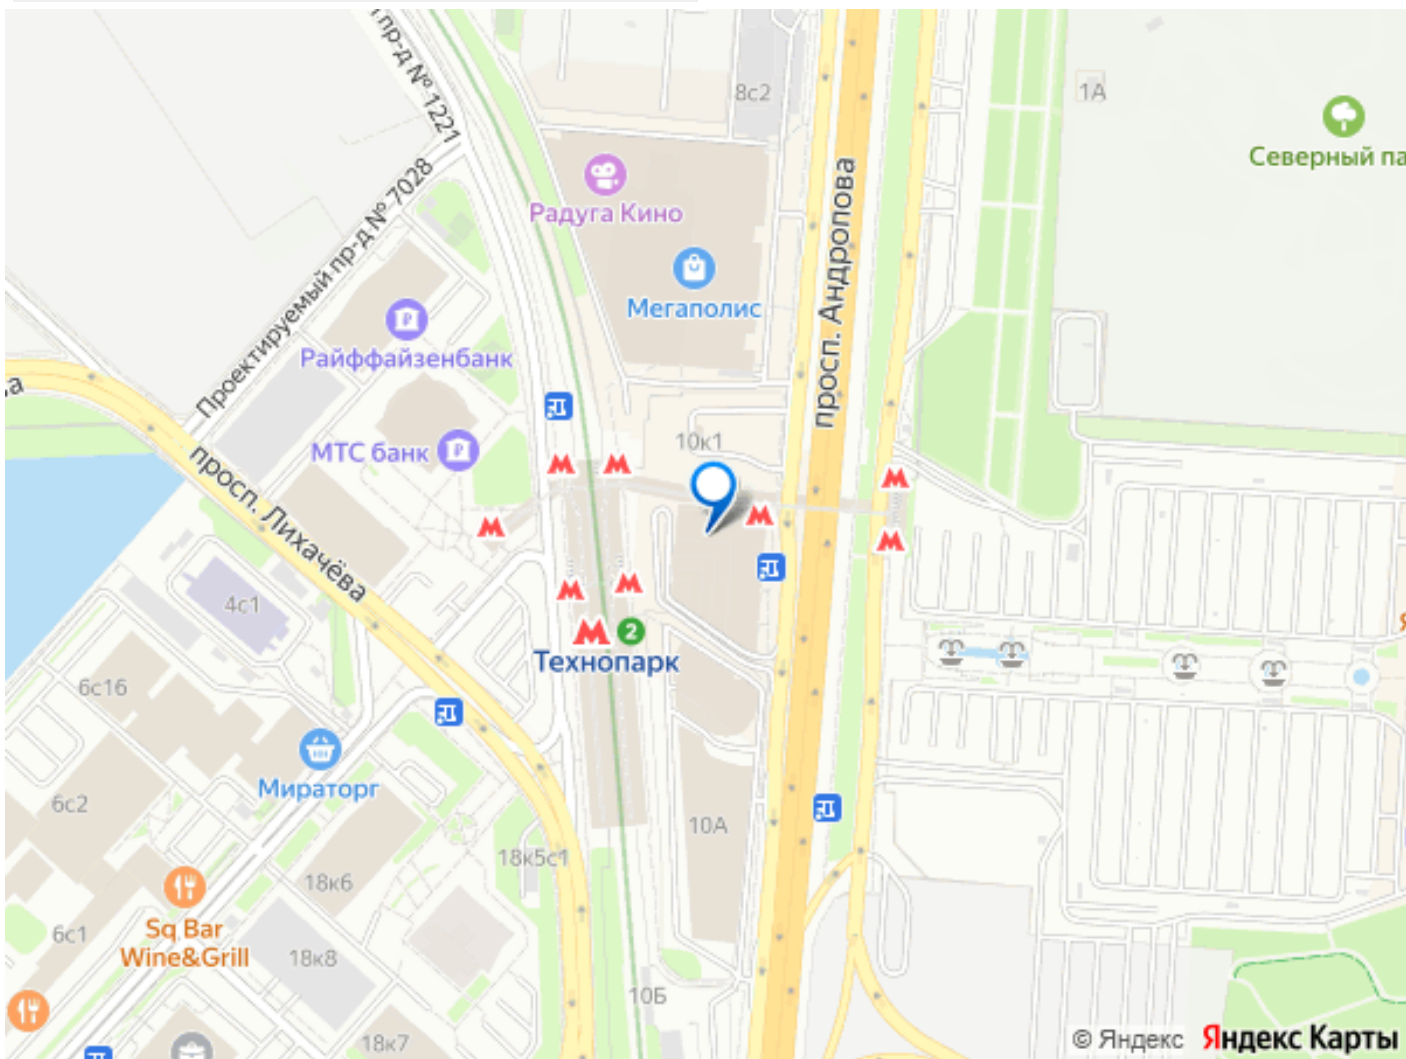 пр-д № 1221
8с2
1А
Северный па
Радуга Кино
Проектируемый пр-д № 7028
просп. Андропова
Мегаполис
Райффайзенбанк
ва
10к1
МТС банк
просп. Лихачёва
4с1
2
Технопарк
6с16
Мираторг
6с2
10А
18к5с1
18к6
Sq Bar
Wine&Grill
6с1
18к8
10Б
18к7
© Яндекс Яндекс Карты